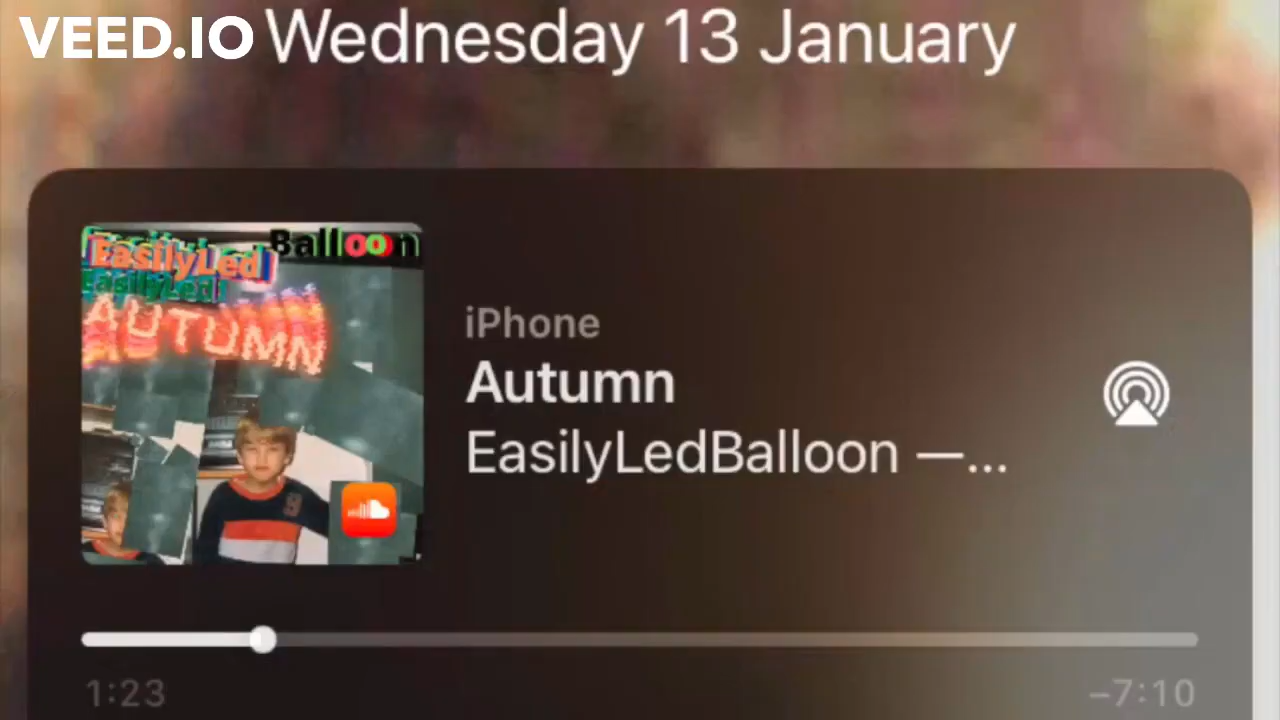 VEED.IO
Wednesday 13 January
EasilyLed
Balloon
EasilyLed
AUTUMN
iPhone
Autumn
EasilyLedBalloon —...
1:23
–7:10